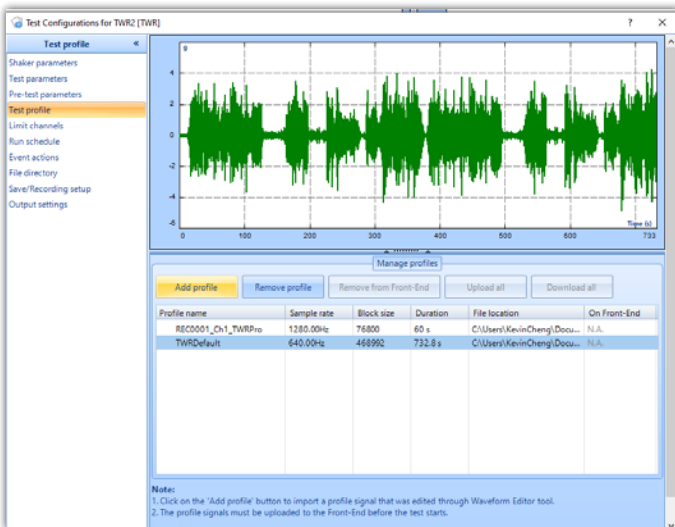 Test Configurations for TWR2 [TWR]
Test profile «
Shaker parameters
Test parameters
Pre-test parameters
Test profile
Limit channels
Run schedule
Event actions
File directory
Save/Recording setup
Output settings
g
4
2
0
-2
-4
-6
Time (s)
0 100 200 300 400 500 600 733
Manage profiles
Add profile Remove profile Remove from Front-End Upload all Download all
Profile name Sample rate Block size Duration File location On Front-End
REC0001_Ch1_TWRPro 1280.00Hz 76800 60 s C:\Users\KevinCheng\Docu... N.A.
TWRDefault 640.00Hz 468992 732.8 s C:\Users\KevinCheng\Docu... N.A.
Note:
1. Click on the 'Add profile' button to import a profile signal that was edited through Waveform Editor tool.
2. The profile signals must be uploaded to the Front-End before the test starts.